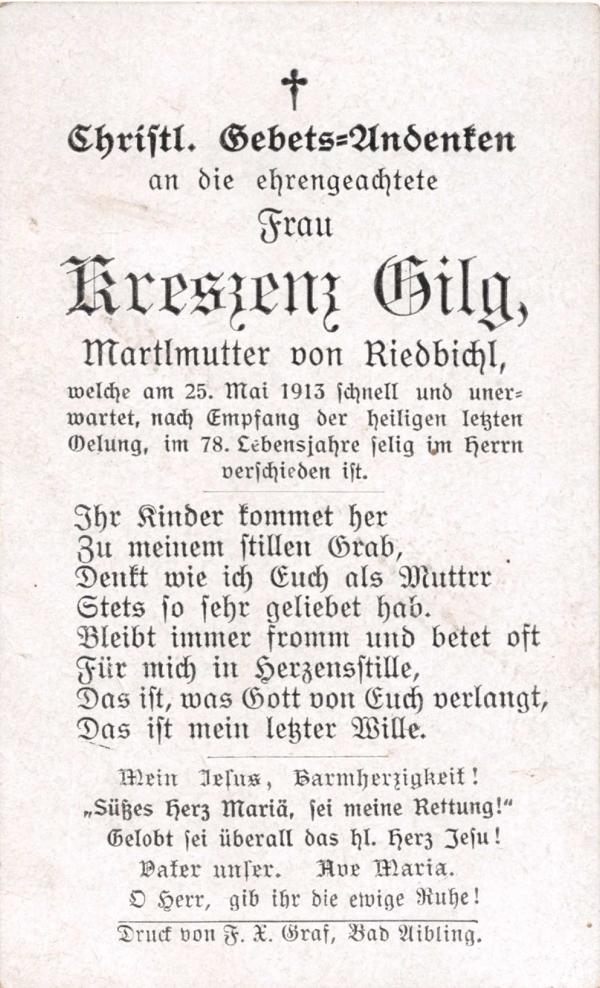 Christl. Gebets=Andenken
an die ehrengeachtete
Frau
Kreszenz Gilg,
Martlmutter von Riedbichl,
welche am 25. Mai 1913 schnell und uner=
wartet, nach Empfang der heiligen letzten
Oelung, im 78. Lebensjahre selig im Herrn
verschieden ist.
Ihr Kinder kommet her
Zu meinem stillen Grab,
Denkt wie ich Euch als Muttrr
Stets so sehr geliebet hab.
Bleibt immer fromm und betet oft
Für mich in Herzensstille,
Das ist, was Gott von Euch verlangt,
Das ist mein letzter Wille.
Mein Jesus, Barmherzigkeit!
„Süßes Herz Mariä, sei meine Rettung!“
Gelobt sei überall das hl. Herz Jesu!
Vater unser. Ave Maria.
O Herr, gib ihr die ewige Ruhe!
Druck von F. X. Graf, Bad Aibling.